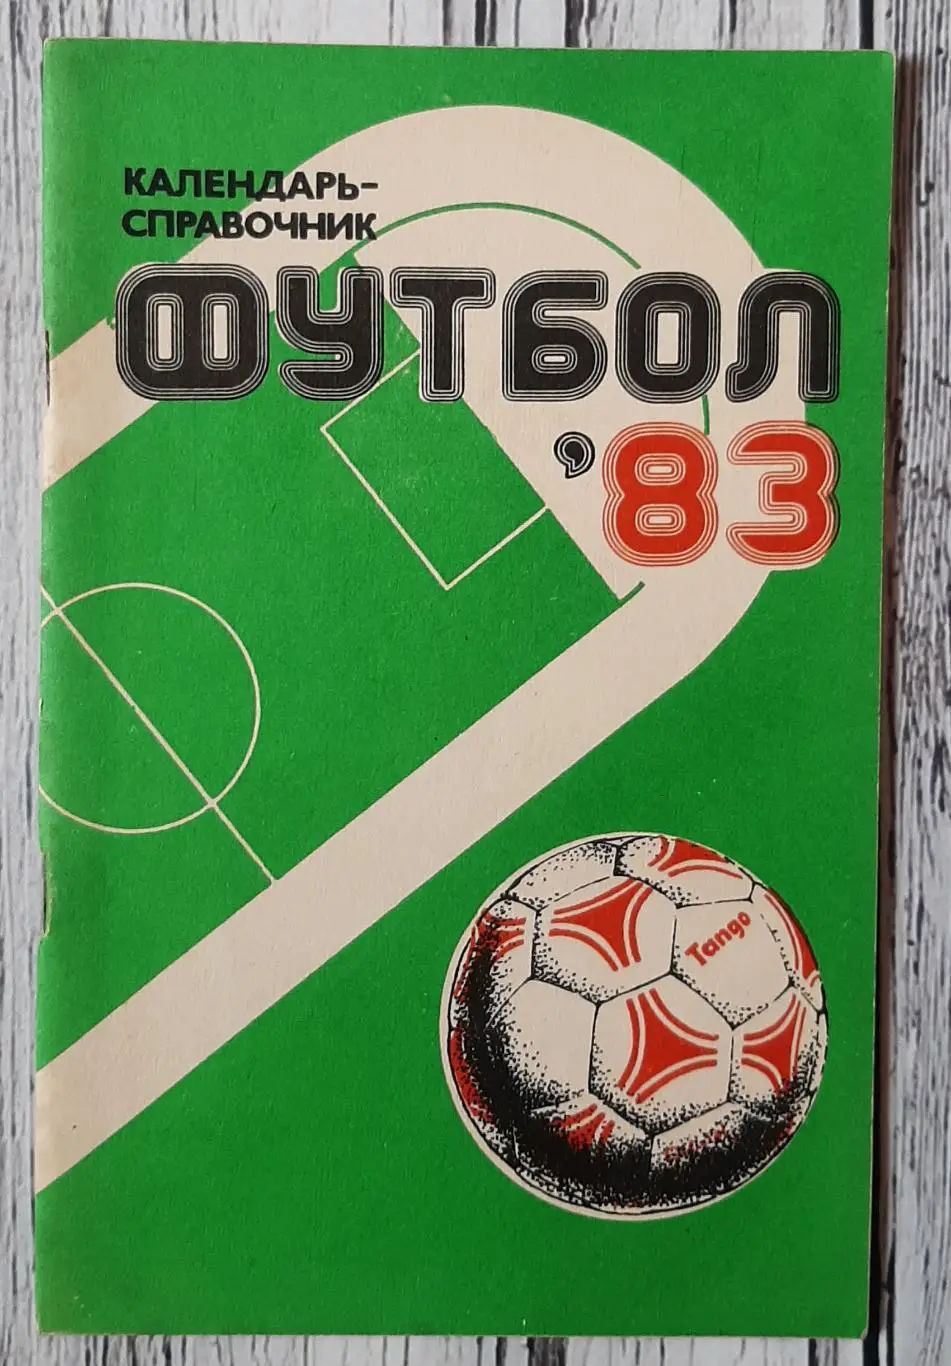 КАЛЕНДАРЬ-
СПРАВОЧНИК
ФУТБОЛ
'83
Tango